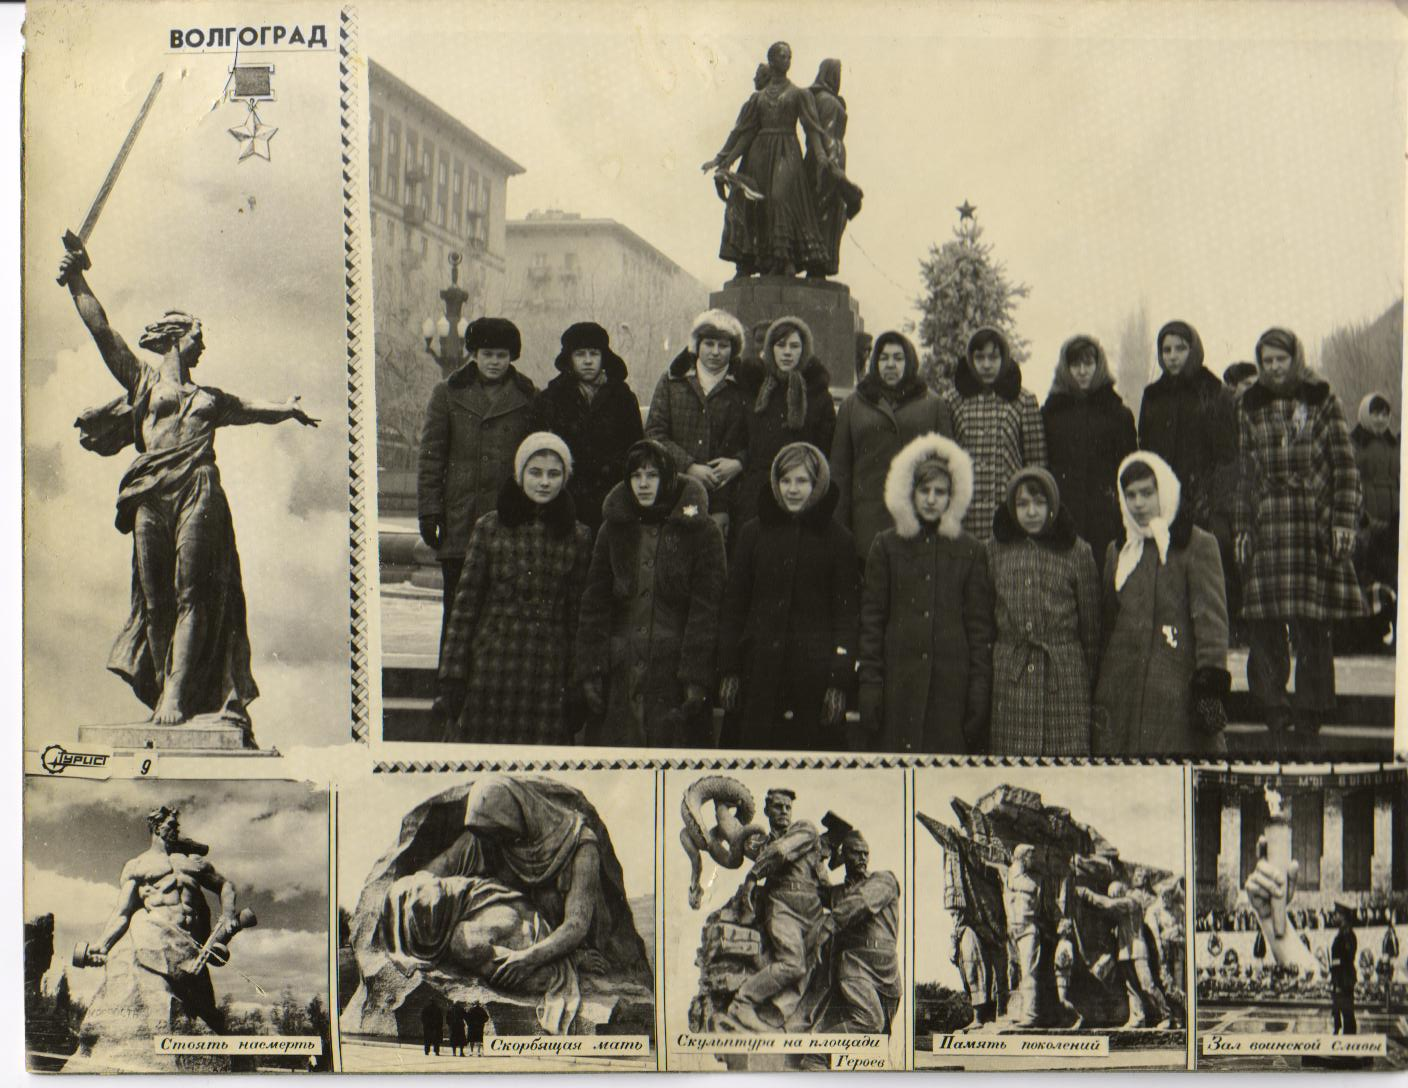 ВОЛГОГРАД
Турист
9
Стоять насмерть
Скорбящая мать
Скульптура на площади
Героев
Память поколений
Зал воинской славы